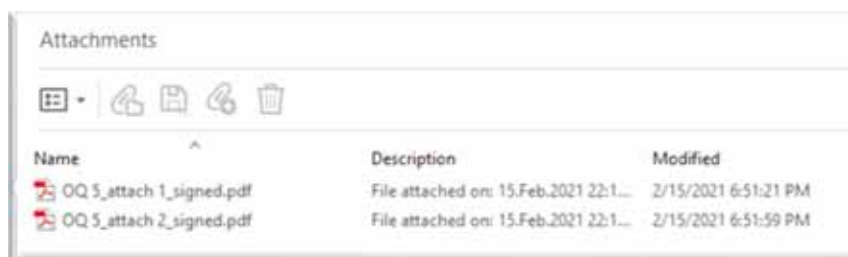 Attachments
Name Description Modified
OQ 5_attach 1_signed.pdf File attached on: 15.Feb.2021 22:1... 2/15/2021 6:51:21 PM
OQ 5_attach 2_signed.pdf File attached on: 15.Feb.2021 22:1... 2/15/2021 6:51:59 PM